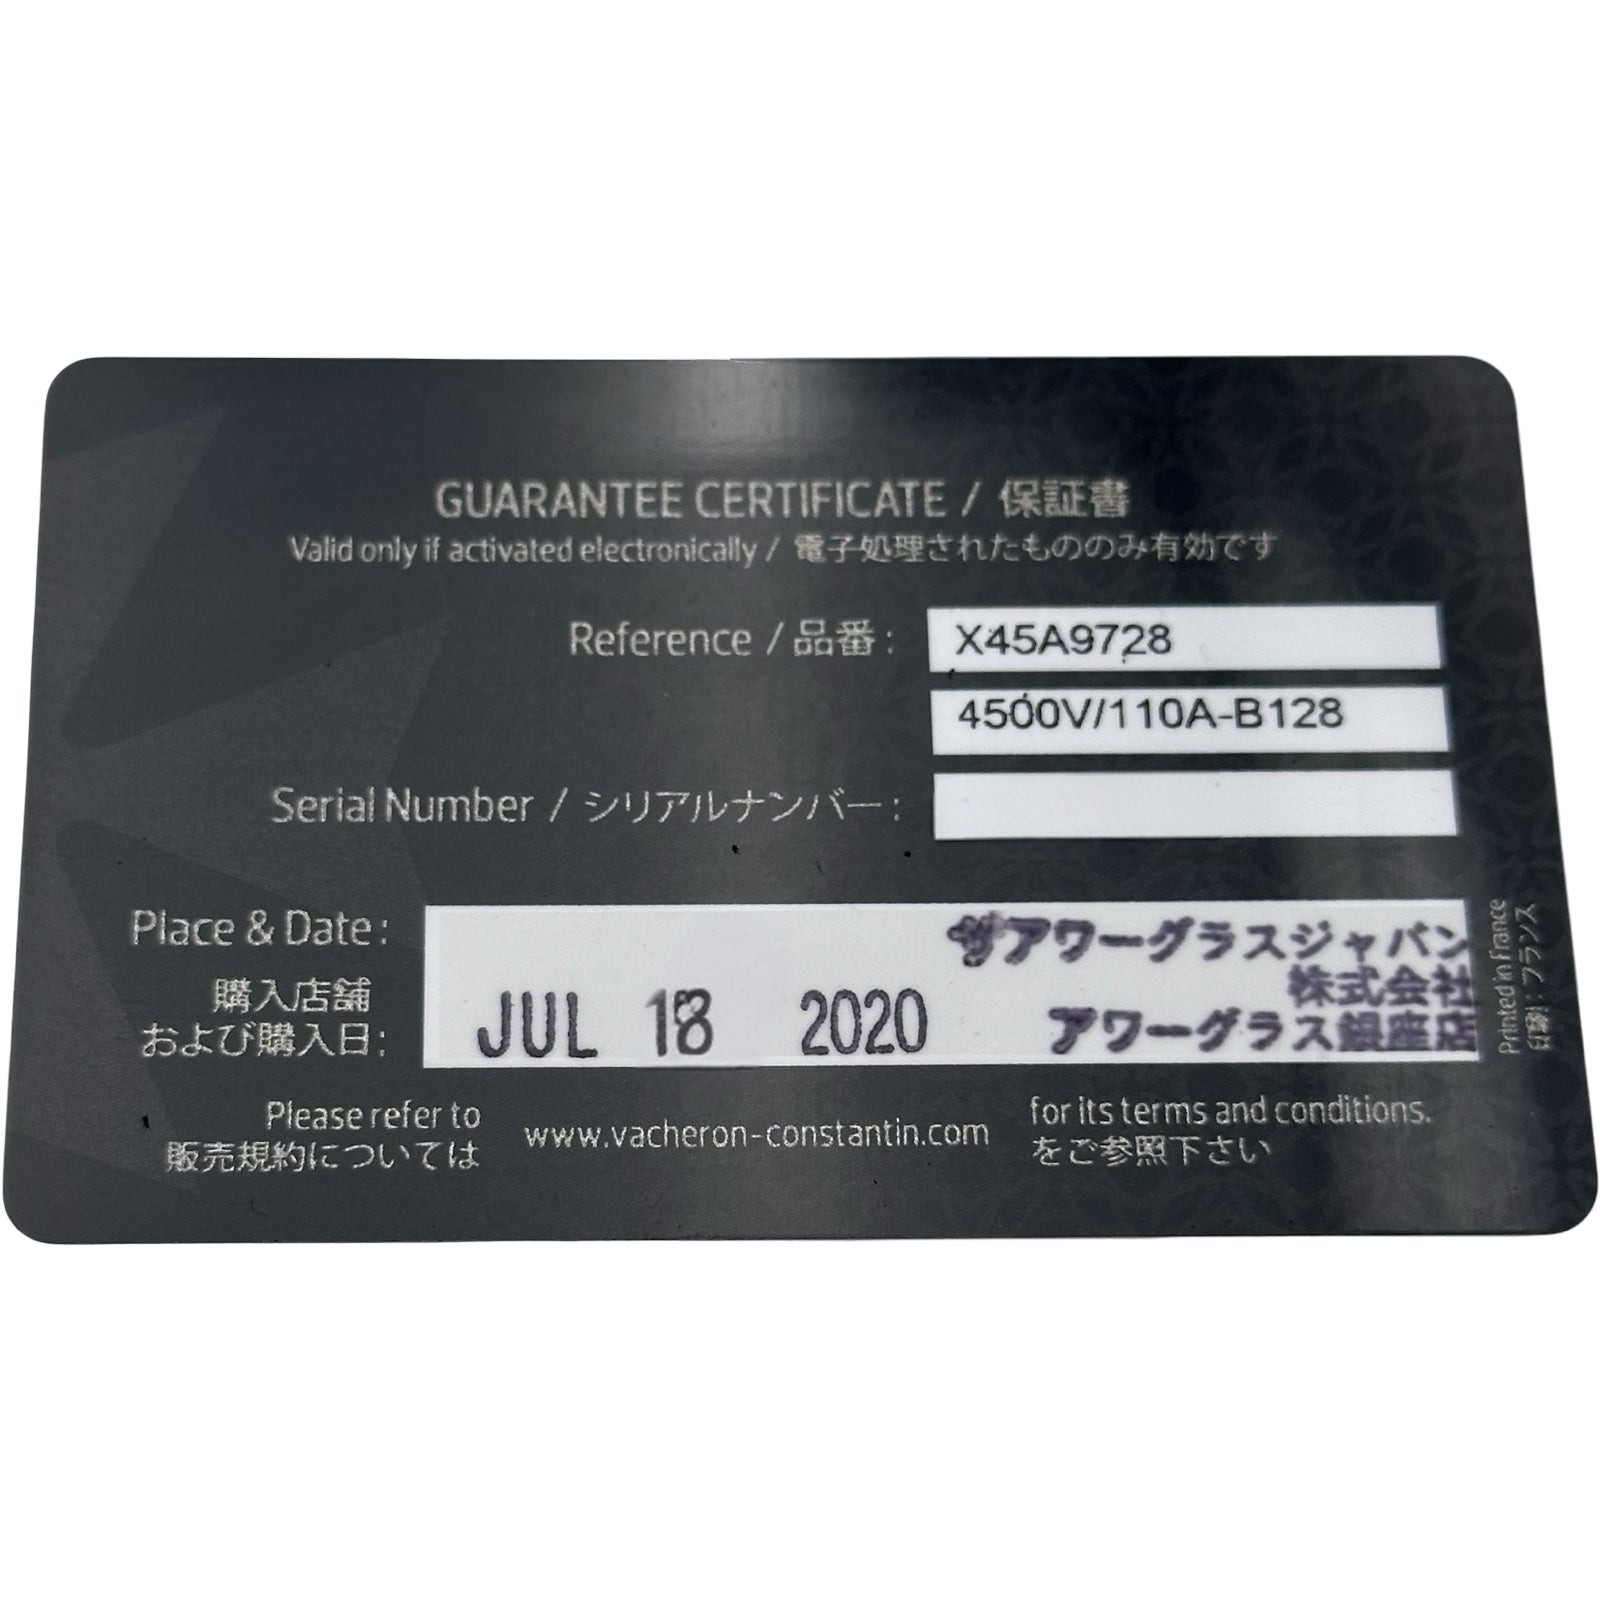 GUARANTEE CERTIFICATE / 保証書
Valid only if activated electronically / 電子処理されたもののみ有効です
Reference / 品番 : X45A9728
4500V/110A-B128
Serial Number / シリアルナンバー :
Place & Date :
購入店舗
および購入日 :
JUL 18 2020
ザアワーグラスジャパン
株式会社
アワーグラス銀座店
Printed in France
印刷 : フランス
Please refer to www.vacheron-constantin.com for its terms and conditions.
販売規約については をご参照下さい